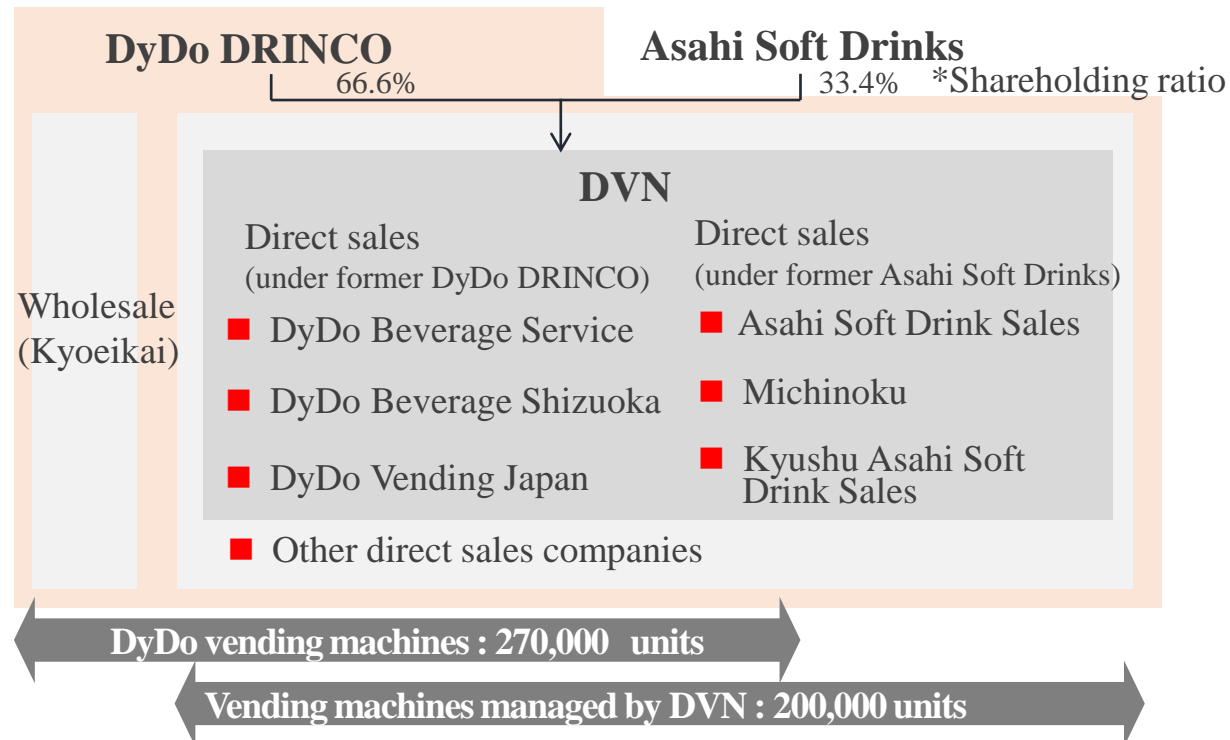 DyDo DRINCO
Asahi Soft Drinks
66.6%
33.4% *Shareholding ratio
Wholesale
(Kyoeikai)
DVN
Direct sales
(under former DyDo DRINCO)
DyDo Beverage Service
DyDo Beverage Shizuoka
DyDo Vending Japan
Direct sales
(under former Asahi Soft Drinks)
Asahi Soft Drink Sales
Michinoku
Kyushu Asahi Soft
Drink Sales
Other direct sales companies
DyDo vending machines : 270,000 units
Vending machines managed by DVN : 200,000 units